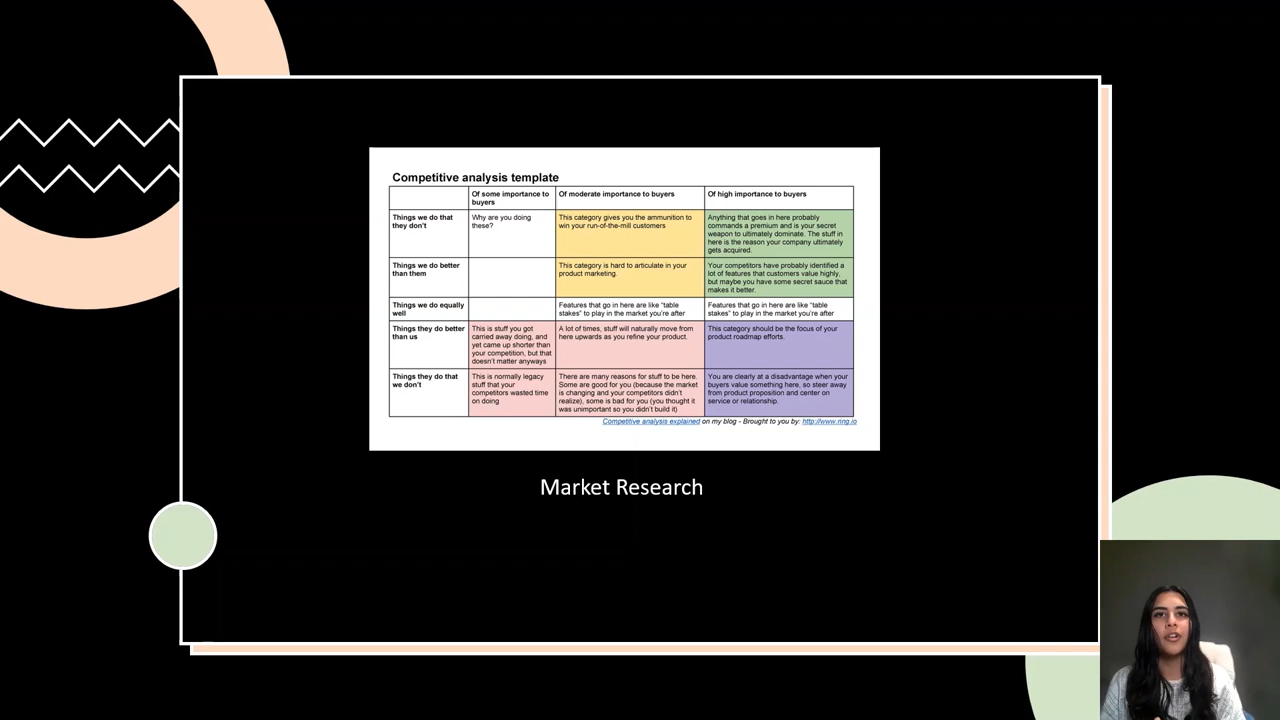 Competitive analysis template
Of some importance to
buyers
Of moderate importance to buyers
Of high importance to buyers
Things we do that
they don't
Why are you doing
these?
This category gives you the ammunition to
win your run-of-the-mill customers
Anything that goes in here probably
commands a premium and is your secret
weapon to ultimately dominate. The stuff in
here is the reason your company ultimately
gets acquired.
Things we do better
than them
This category is hard to articulate in your
product marketing.
Your competitors have probably identified a
lot of features that customers value highly,
but maybe you have some secret sauce that
makes it better.
Things we do equally
well
Features that go in here are like "table
stakes" to play in the market you're after
Features that go in here are like "table
stakes" to play in the market you're after
Things they do better
than us
This is stuff you got
carried away doing, and
yet came up shorter than
your competition, but that
doesn't matter anyways
A lot of times, stuff will naturally move from
here upwards as you refine your product.
This category should be the focus of your
product roadmap efforts.
Things they do that
we don't
This is normally legacy
stuff that your
competitors wasted time
on doing
There are many reasons for stuff to be here.
Some are good for you (because the market
is changing and your competitors didn't
realize), some is bad for you (you thought it
was unimportant so you didn't build it)
You are clearly at a disadvantage when your
buyers value something here, so steer away
from product proposition and center on
service or relationship.
Competitive analysis explained on my blog - Brought to you by: http://www.ring.io
Market Research